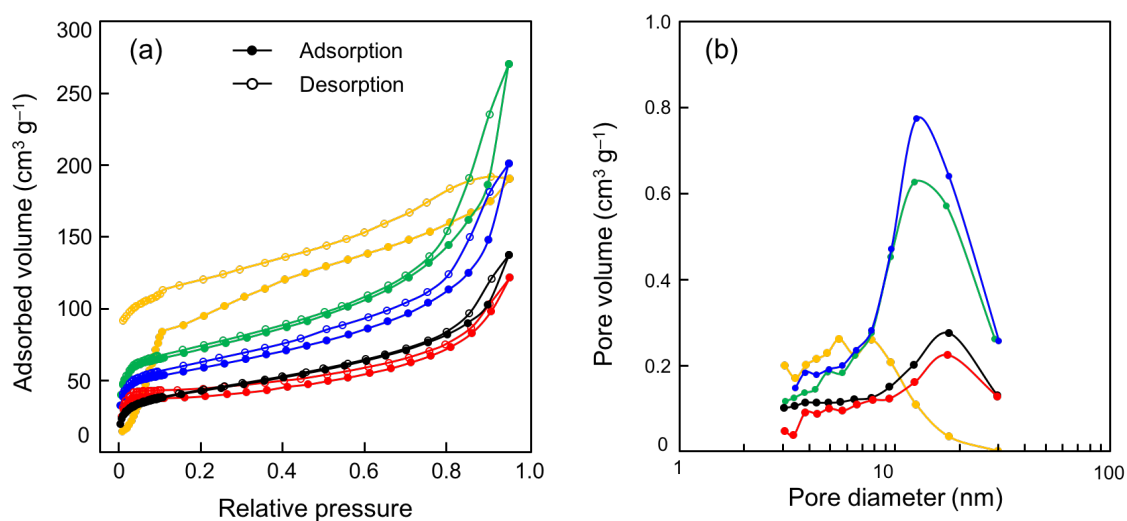 (a)
Adsorption
Desorption
300
250
200
150
100
50
0
Adsorbed volume (cm³ g⁻¹)
0
0.2
0.4
0.6
0.8
1.0
Relative pressure
(b)
1.0
0.8
0.6
0.4
0.2
0
Pore volume (cm³ g⁻¹)
1
10
100
Pore diameter (nm)